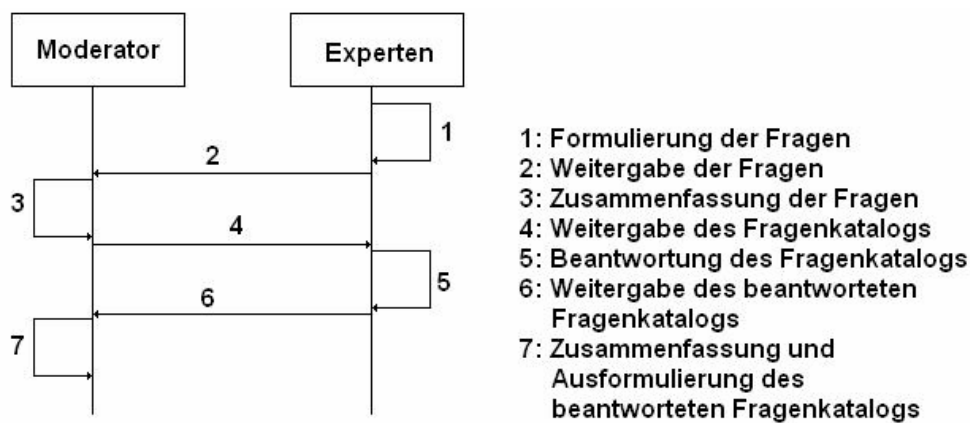 Moderator
Experten
1
2
3
4
5
6
7
1: Formulierung der Fragen
2: Weitergabe der Fragen
3: Zusammenfassung der Fragen
4: Weitergabe des Fragenkatalogs
5: Beantwortung des Fragenkatalogs
6: Weitergabe des beantworteten
Fragenkatalogs
7: Zusammenfassung und
Ausformulierung des
beantworteten Fragenkatalogs